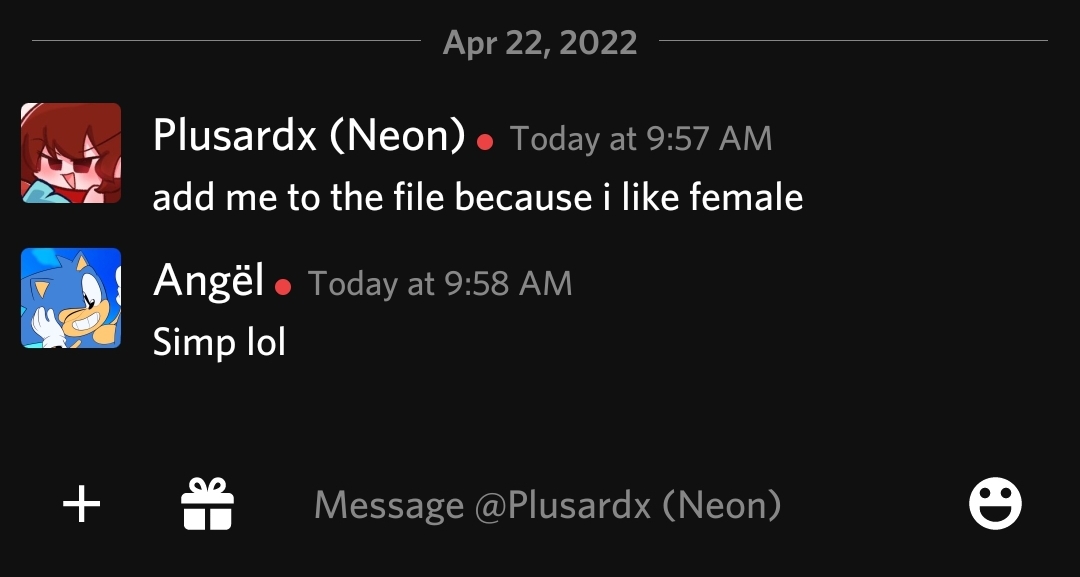 Apr 22, 2022
Plusardx (Neon) Today at 9:57 AM
add me to the file because i like female
Angël Today at 9:58 AM
Simp lol
Message @Plusardx (Neon)